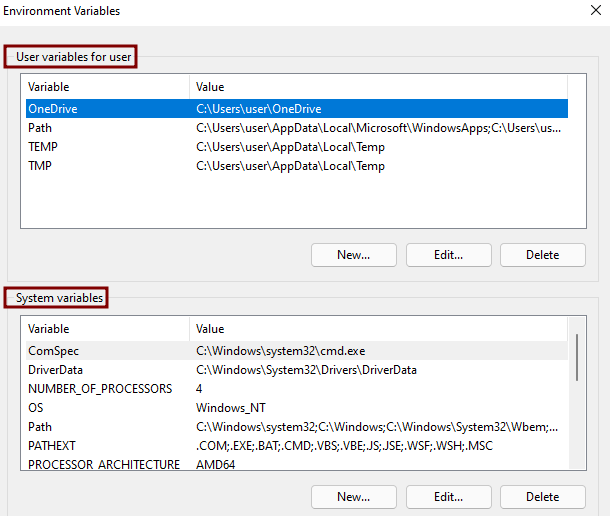 Environment Variables
User variables for user
Variable Value
OneDrive C:\Users\user\OneDrive
Path C:\Users\user\AppData\Local\Microsoft\WindowsApps;C:\Users\us...
TEMP C:\Users\user\AppData\Local\Temp
TMP C:\Users\user\AppData\Local\Temp
New... Edit... Delete
System variables
Variable Value
ComSpec C:\Windows\system32\cmd.exe
DriverData C:\Windows\System32\Drivers\DriverData
NUMBER_OF_PROCESSORS 4
OS Windows_NT
Path C:\Windows\system32;C:\Windows;C:\Windows\System32\Wbem;...
PATHEXT .COM;.EXE;.BAT;.CMD;.VBS;.VBE;.JS;.JSE;.WSF;.WSH;.MSC
PROCESSOR_ARCHITECTURE AMD64
New... Edit... Delete